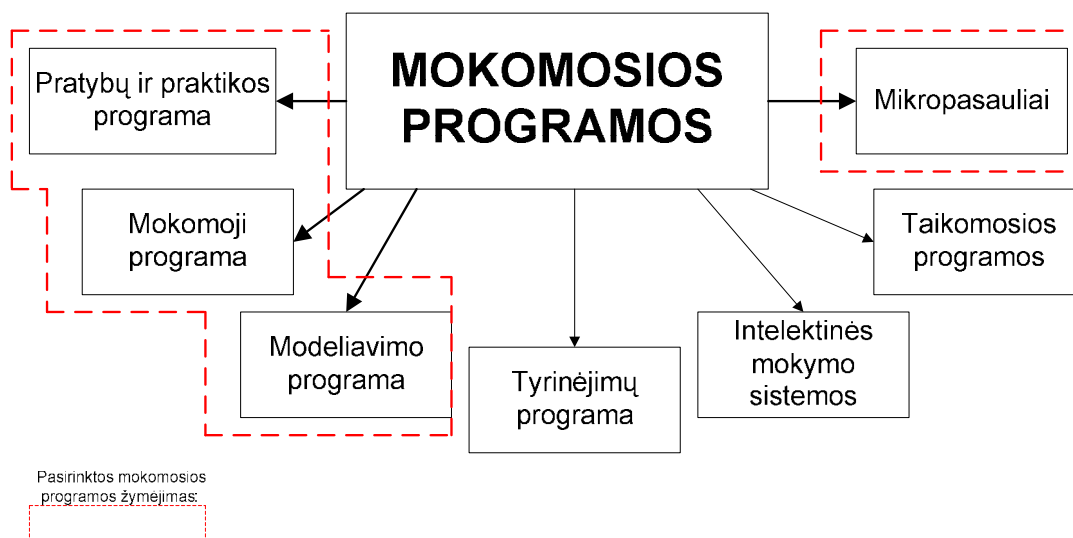 MOKOMOSIOS
PROGRAMOS
Pratybų ir praktikos
programa
Mikropasauliai
Mokomoji
programa
Taikomosios
programos
Modeliavimo
programa
Tyrinėjimų
programa
Intelektinės
mokymo
sistemos
Pasirinktos mokomosios
programos žymėjimas: